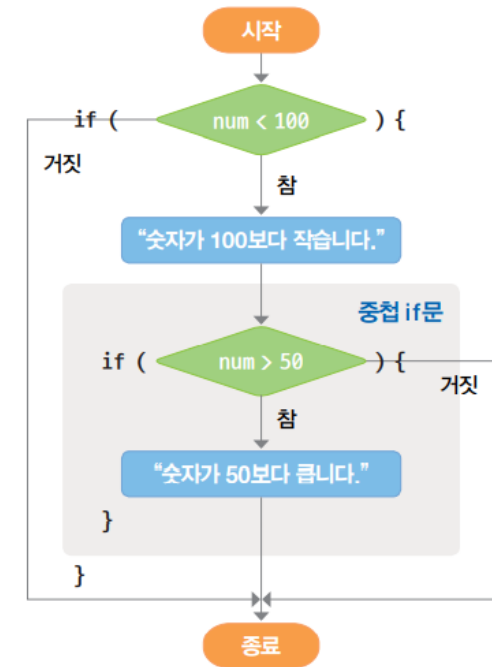 시작
if ( num < 100 ) {
거짓
참
“숫자가 100보다 작습니다.”
중첩 if문
if ( num > 50 ) {
거짓
참
“숫자가 50보다 큽니다.”
}
}
종료